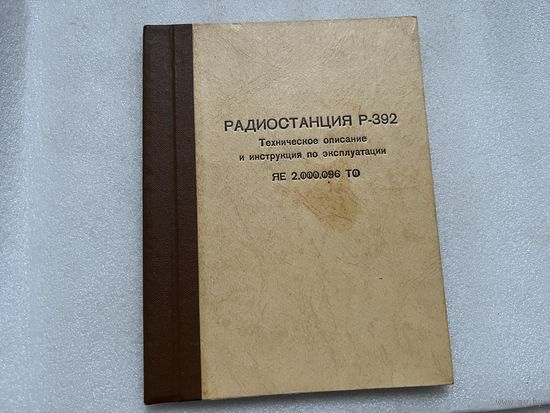 РАДИОСТАНЦИЯ Р-392
Техническое описание
и инструкция по эксплуатации
ЯЕ 2.000.096 ТО